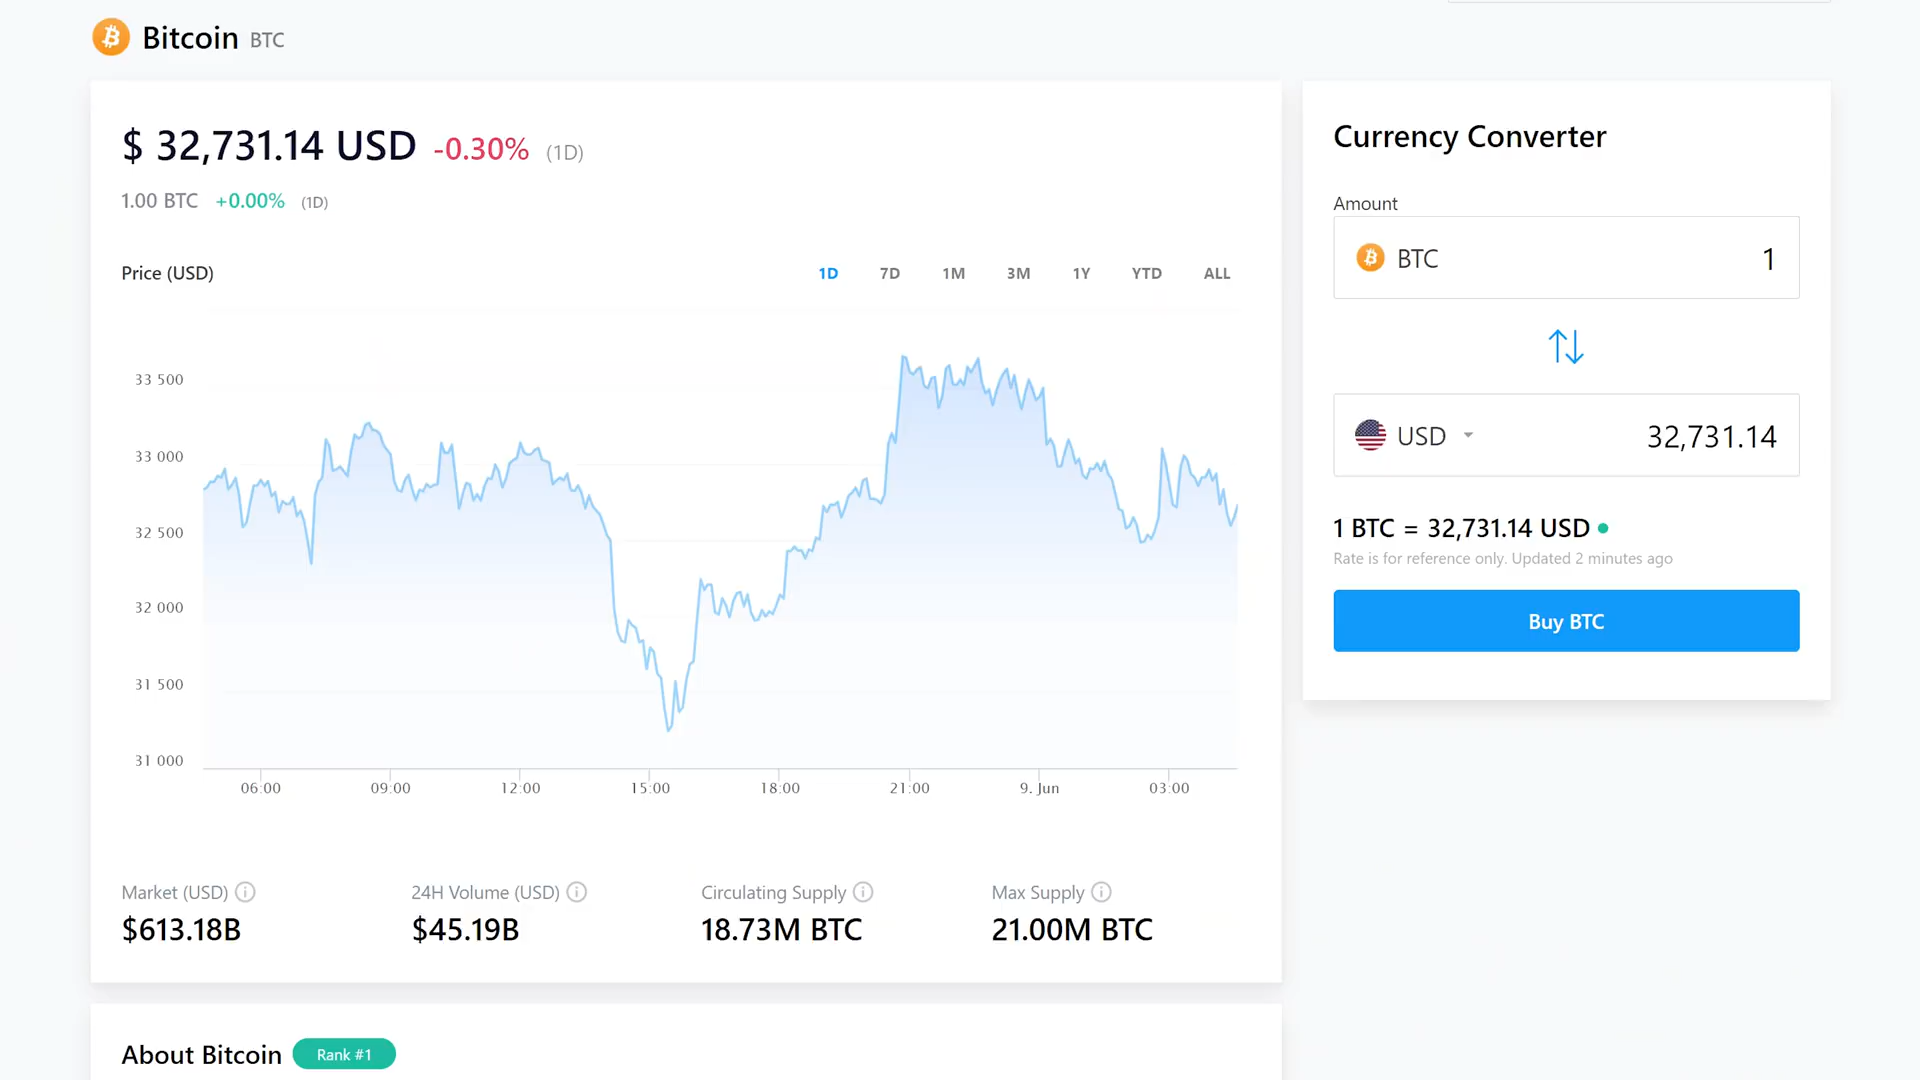 Bitcoin BTC
$ 32,731.14 USD -0.30% (1D)
1.00 BTC +0.00% (1D)
Price (USD)
1D 7D 1M 3M 1Y YTD ALL
33 500
33 000
32 500
32 000
31 500
31 000
06:00 09:00 12:00 15:00 18:00 21:00 9. Jun 03:00
Market (USD) 24H Volume (USD) Circulating Supply Max Supply
$613.18B $45.19B 18.73M BTC 21.00M BTC
About Bitcoin Rank #1
Currency Converter
Amount
BTC 1
USD 32,731.14
1 BTC = 32,731.14 USD
Rate is for reference only. Updated 2 minutes ago
Buy BTC